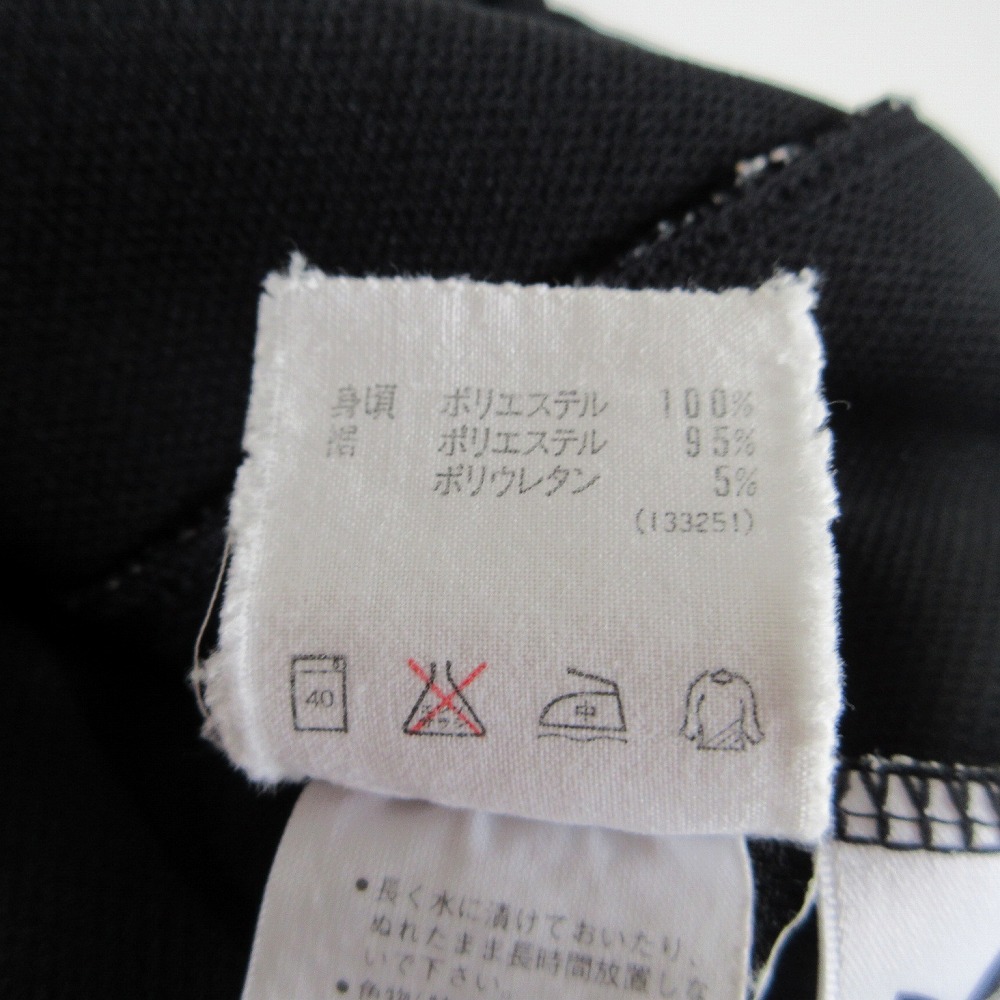 身頃 ポリエステル 100%
ポリエステル 95%
ポリウレタン 5%
(133251)
40
中
●長く水に漬けておいたり、
ぬれたまま長時間放置しな
いで下さい。